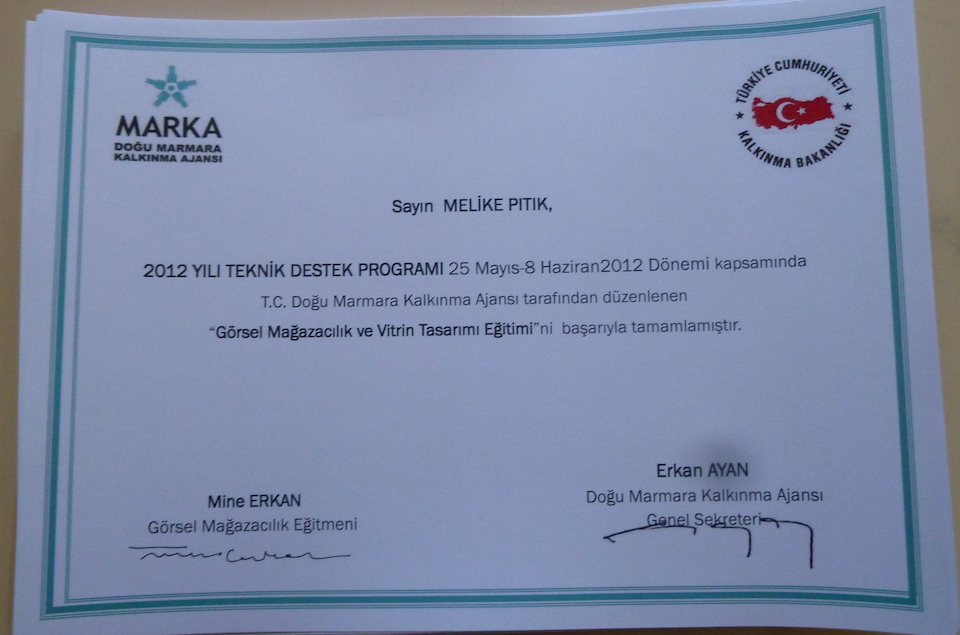 MARKA
DOĞU MARMARA
KALKINMA AJANSI
TÜRKİYE CUMHURİYETİ
KALKINMA BAKANLIĞI
Sayın MELİKE PITIK,
2012 YILI TEKNİK DESTEK PROGRAMI 25 Mayıs-8 Haziran2012 Dönemi kapsamında
T.C. Doğu Marmara Kalkınma Ajansı tarafından düzenlenen
“Görsel Mağazacılık ve Vitrin Tasarımı Eğitimi”ni başarıyla tamamlamıştır.
Mine ERKAN
Görsel Mağazacılık Eğitmeni
Erkan AYAN
Doğu Marmara Kalkınma Ajansı
Genel Sekreteri